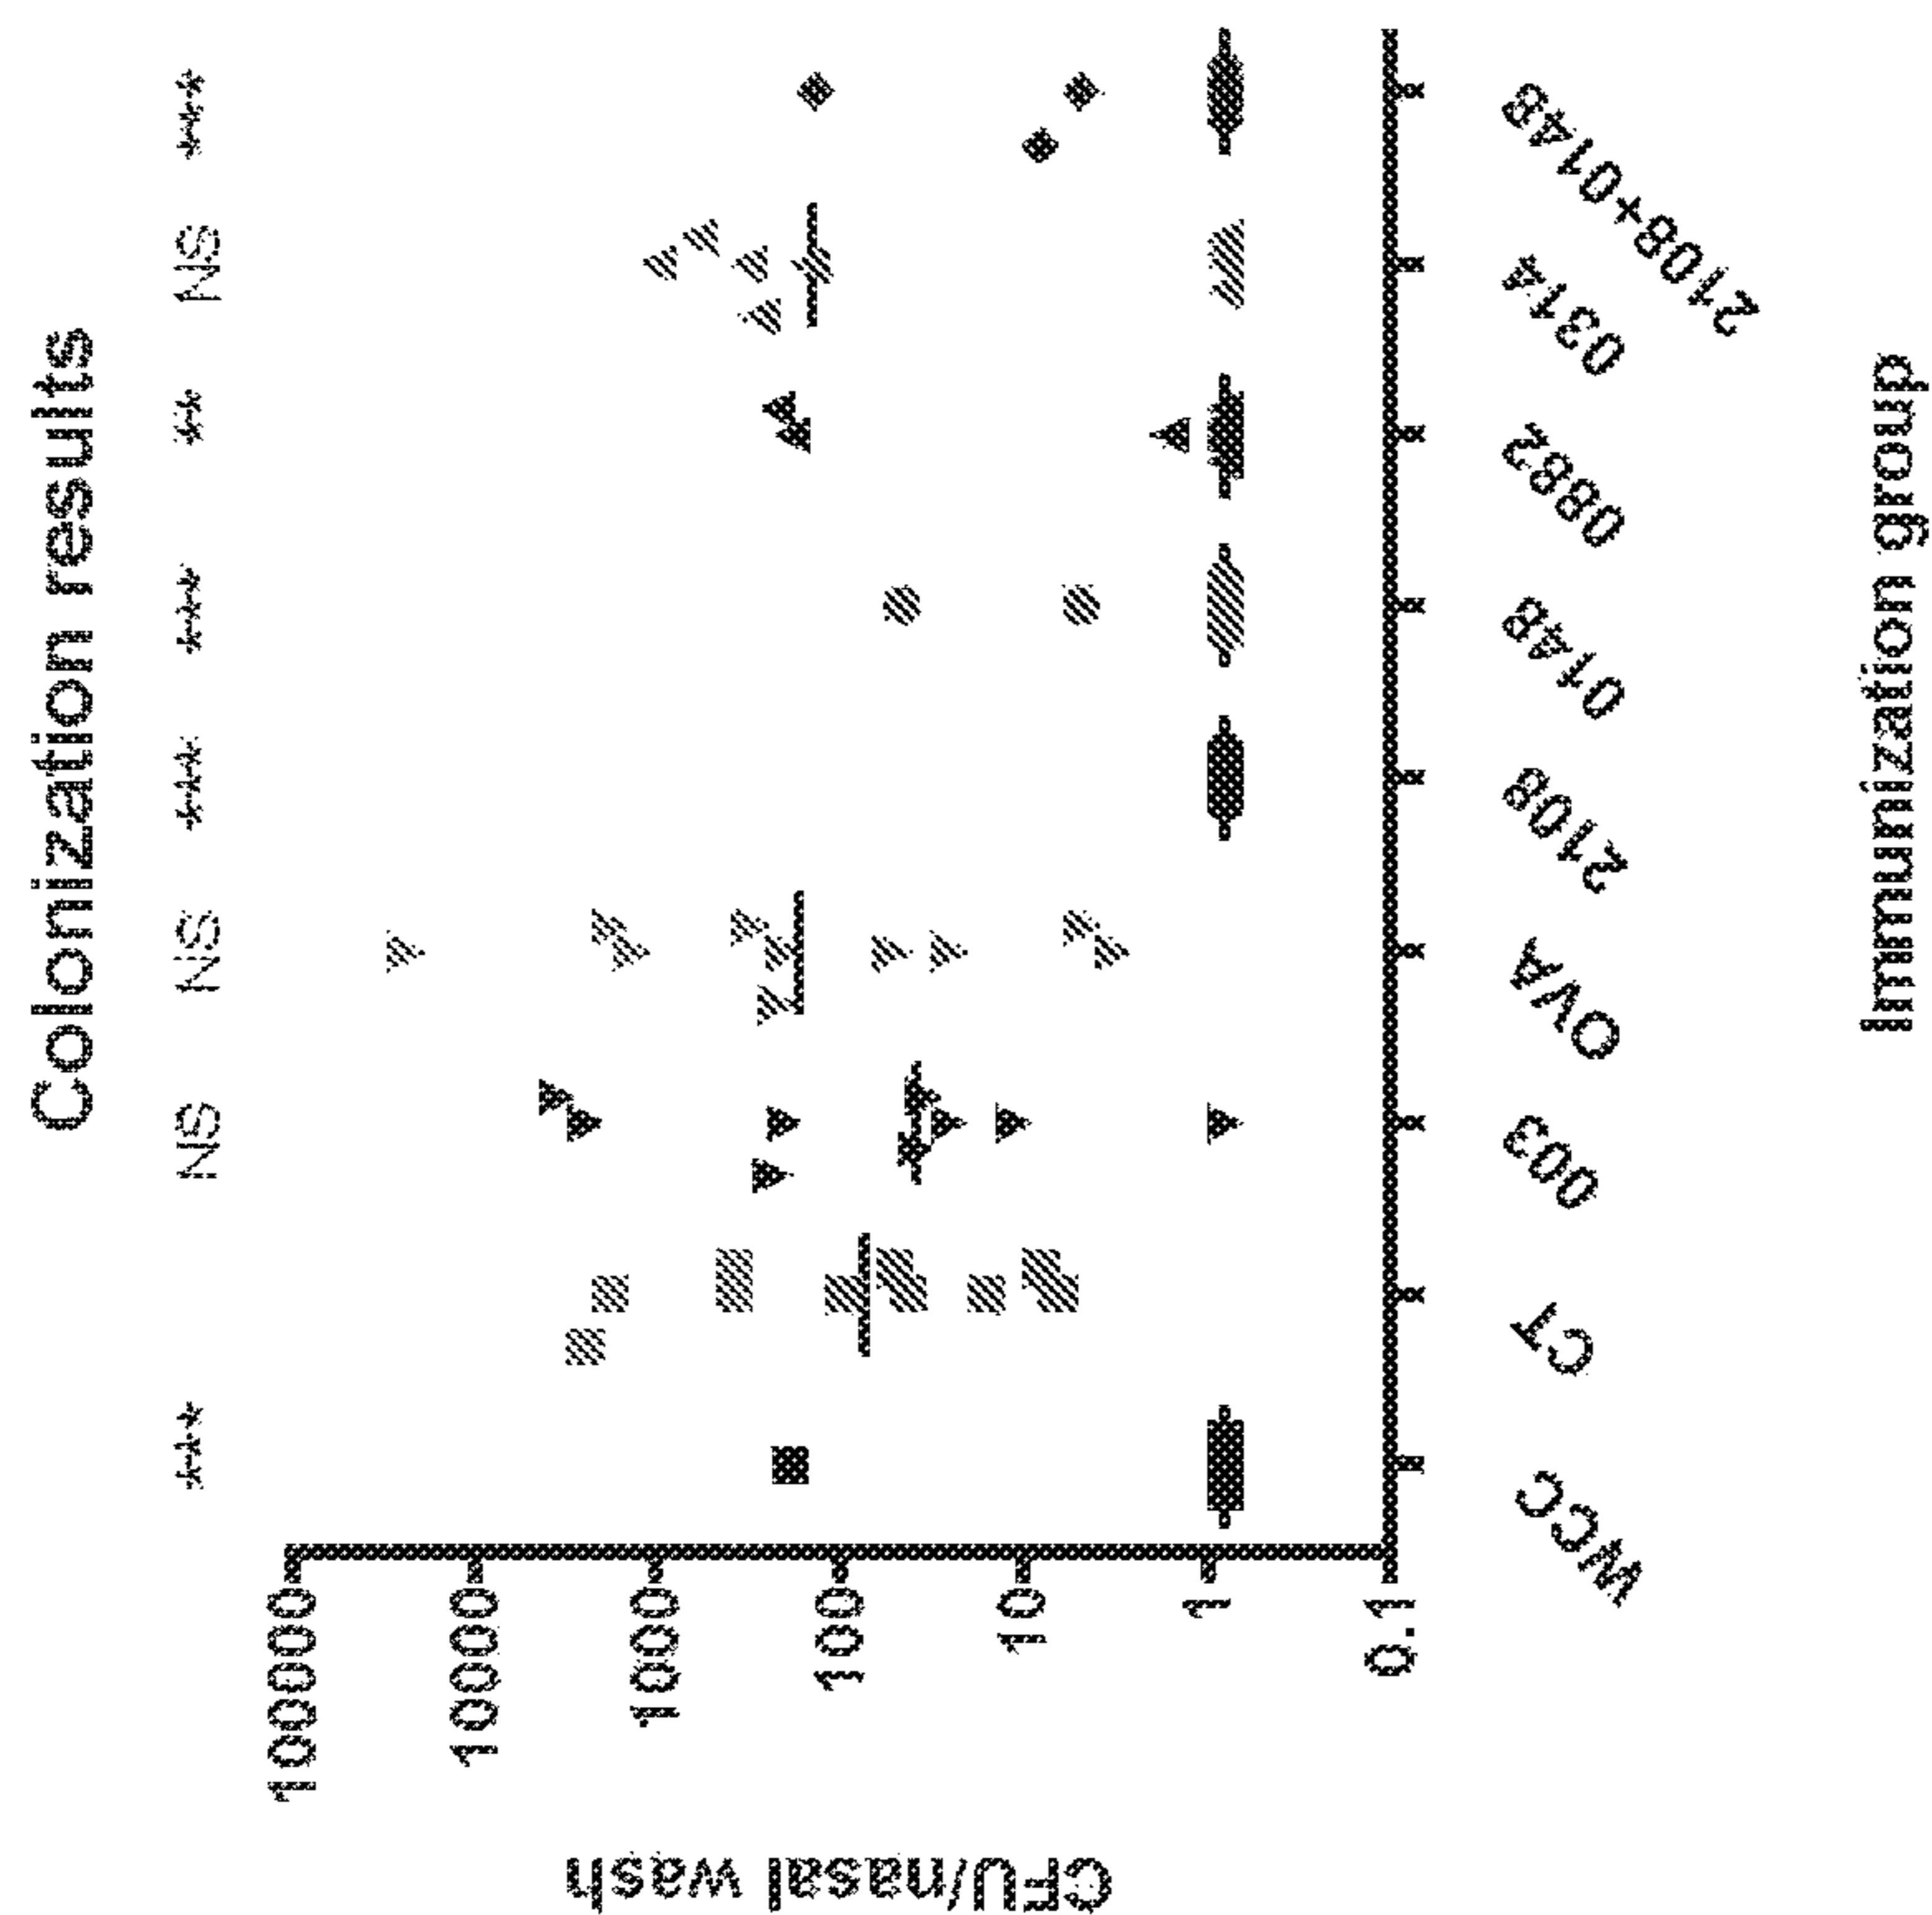 Colonization results
*** NS NS *** *** ** NS ***
CFU/nasal wash
100000
10000
1000
100
10
1
0.1
WCC CT 003 OVA 2108 0148 0882 0314 2108+0148
Immunization group